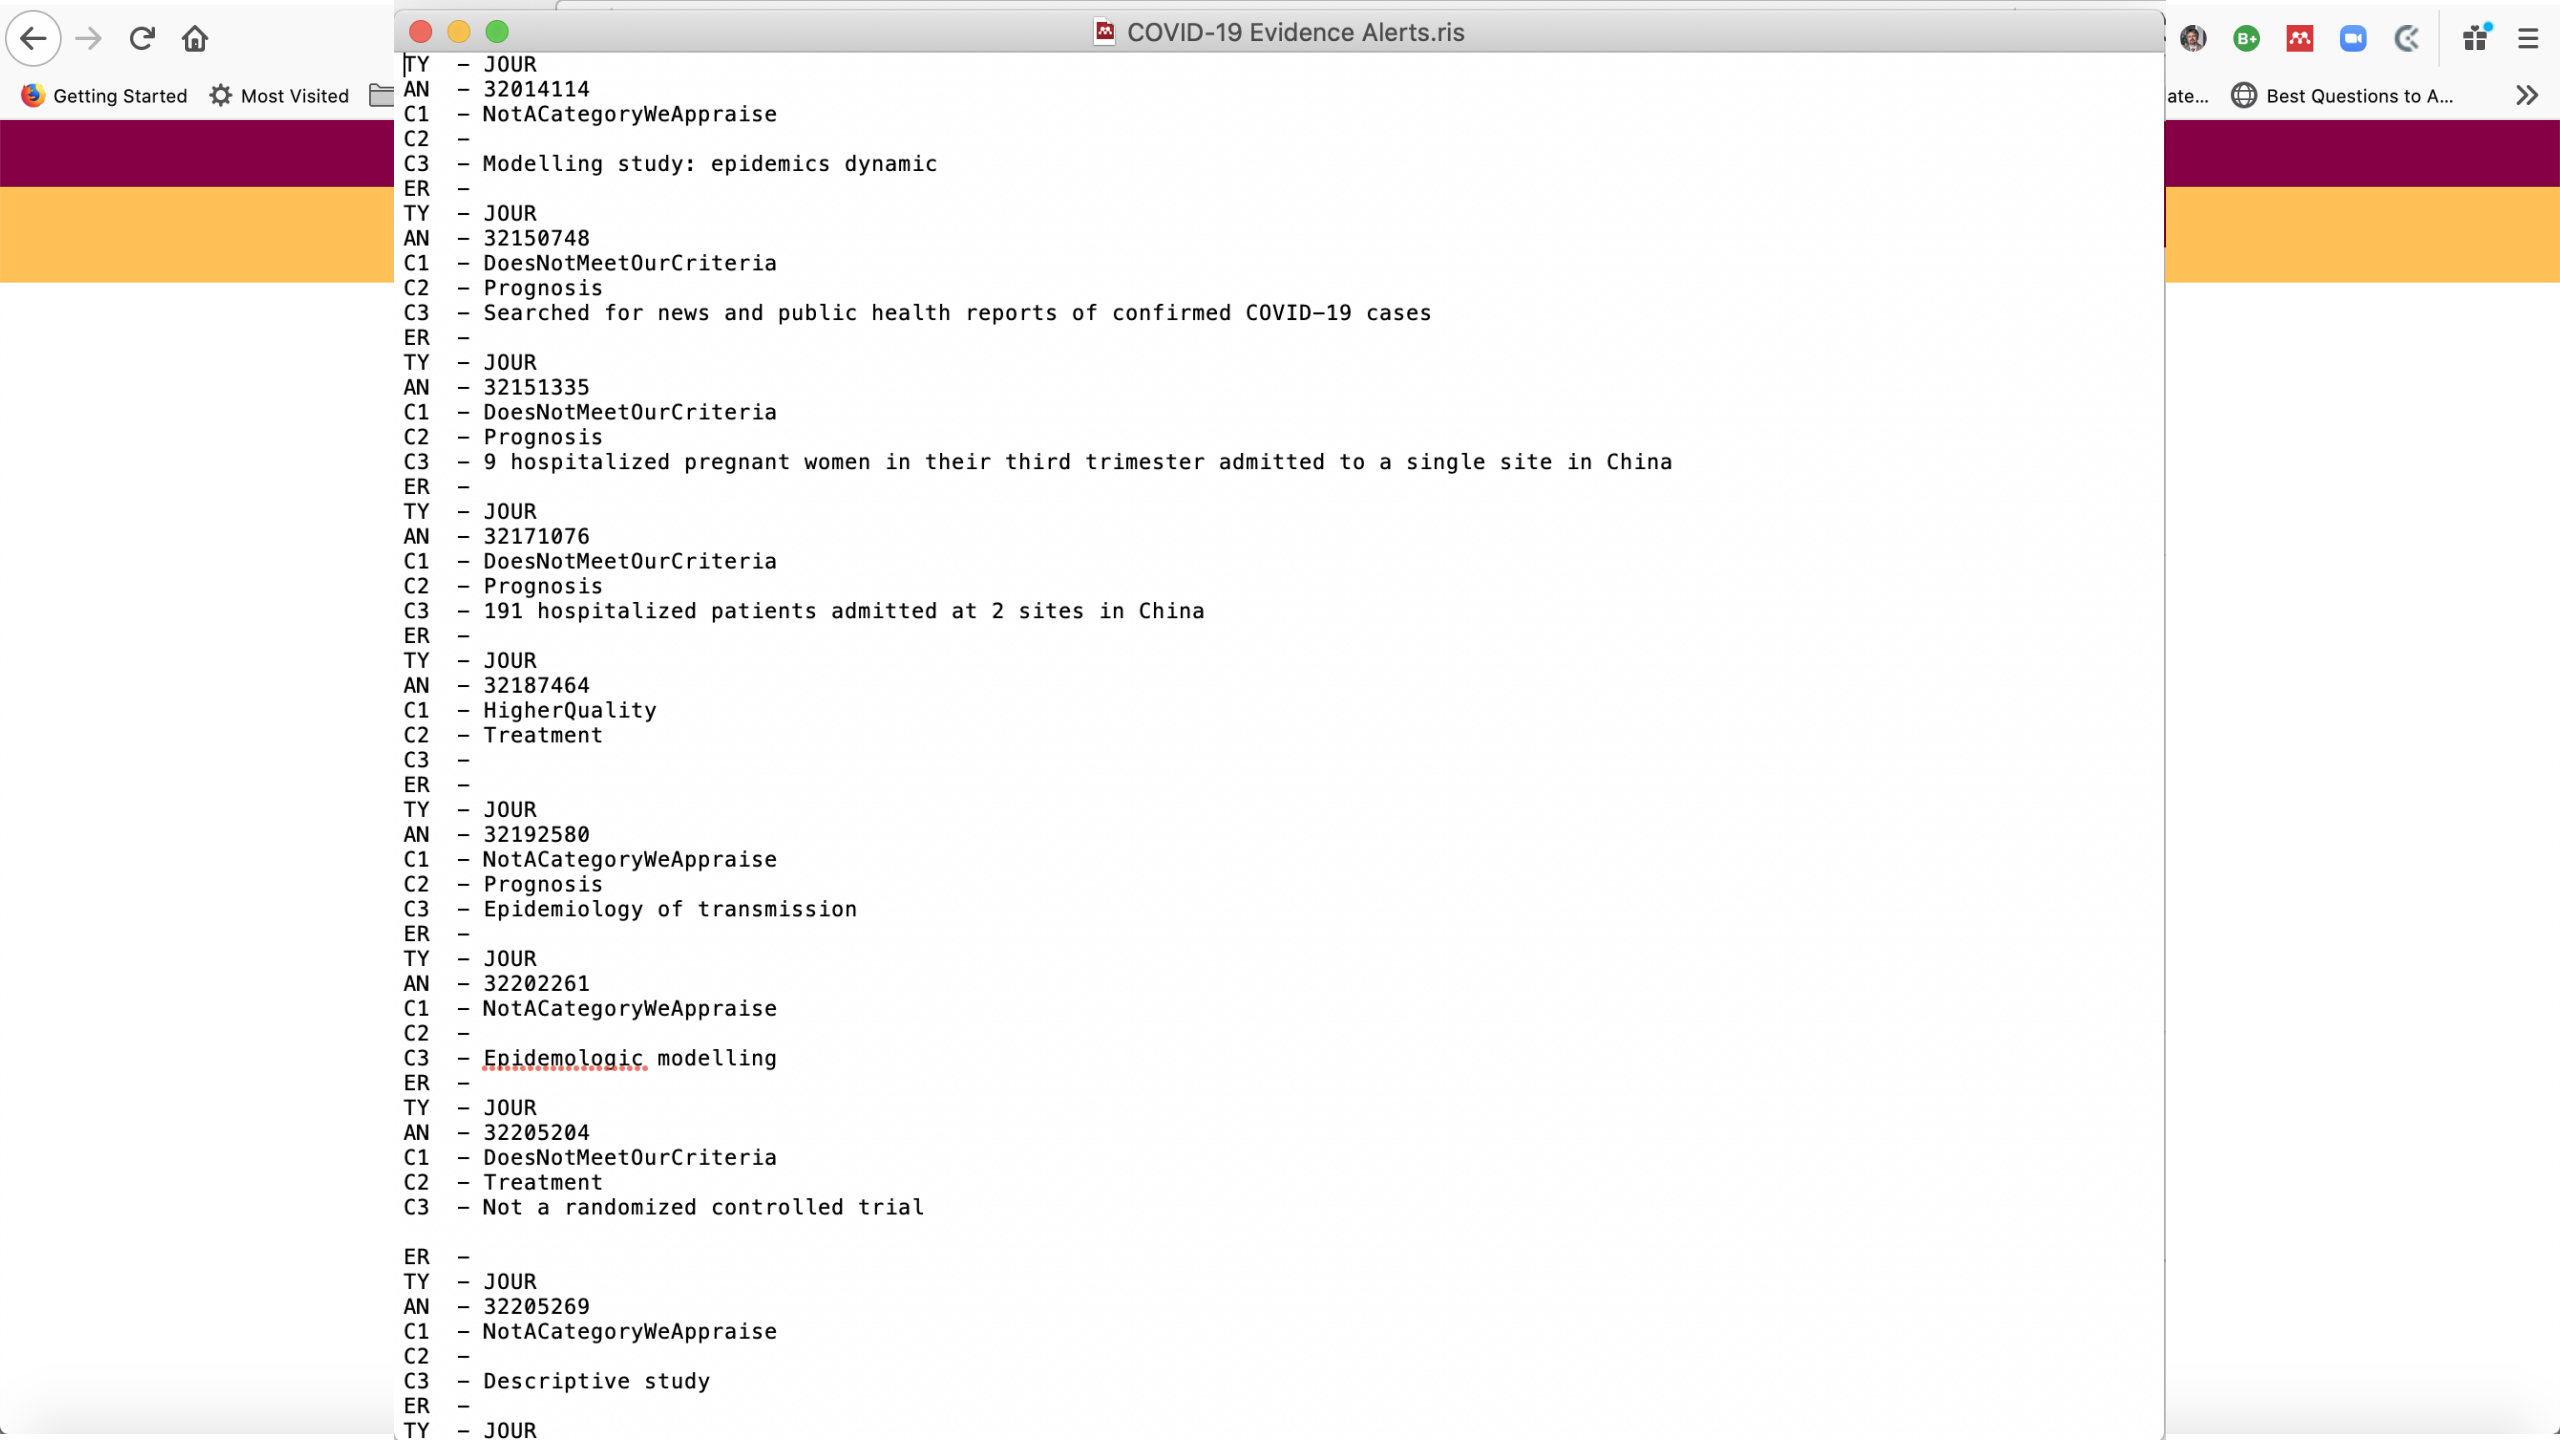 COVID-19 Evidence Alerts.ris
B+
Getting Started
Most Visited
ate...
Best Questions to A...
TY  - JOUR
AN  - 32014114
C1  - NotACategoryWeAppraise
C2  -
C3  - Modelling study: epidemics dynamic
ER  -
TY  - JOUR
AN  - 32150748
C1  - DoesNotMeetOurCriteria
C2  - Prognosis
C3  - Searched for news and public health reports of confirmed COVID-19 cases
ER  -
TY  - JOUR
AN  - 32151335
C1  - DoesNotMeetOurCriteria
C2  - Prognosis
C3  - 9 hospitalized pregnant women in their third trimester admitted to a single site in China
ER  -
TY  - JOUR
AN  - 32171076
C1  - DoesNotMeetOurCriteria
C2  - Prognosis
C3  - 191 hospitalized patients admitted at 2 sites in China
ER  -
TY  - JOUR
AN  - 32187464
C1  - HigherQuality
C2  - Treatment
C3  -
ER  -
TY  - JOUR
AN  - 32192580
C1  - NotACategoryWeAppraise
C2  - Prognosis
C3  - Epidemiology of transmission
ER  -
TY  - JOUR
AN  - 32202261
C1  - NotACategoryWeAppraise
C2  -
C3  - Epidemologic modelling
ER  -
TY  - JOUR
AN  - 32205204
C1  - DoesNotMeetOurCriteria
C2  - Treatment
C3  - Not a randomized controlled trial
ER  -
TY  - JOUR
AN  - 32205269
C1  - NotACategoryWeAppraise
C2  -
C3  - Descriptive study
ER  -
TY  - JOUR